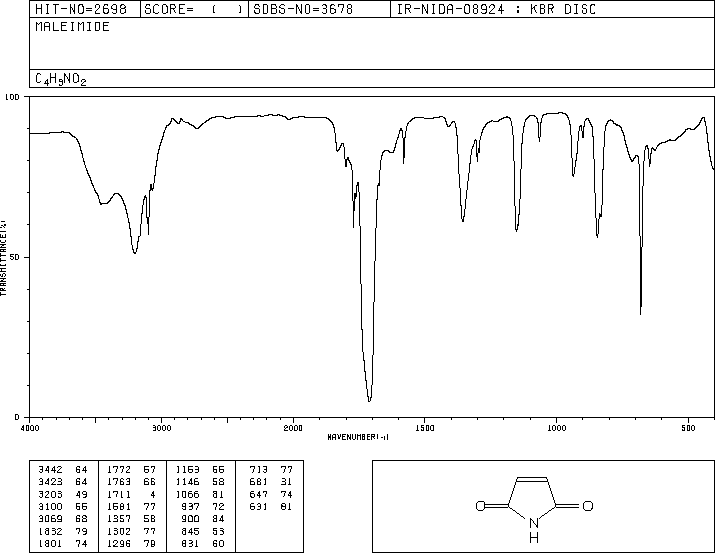 HIT-NO=2698 SCORE= ( ) SDBS-NO=3678 IR-NIDA-08924 : KBR DISC
MALEIMIDE
C4H3NO2
100
50
0
TRANSMITTANCE(%)
4000 3000 2000 1500 1000 500
WAVENUMBER(-1)
3442 64 1772 57 1153 66 713 77
3423 64 1763 66 1146 58 681 31
3203 49 1711 4 1066 81 647 74
3100 55 1581 77 937 72 631 81
3069 68 1357 58 900 84
1832 79 1302 77 845 53
1801 74 1296 79 831 60
O O
N
H